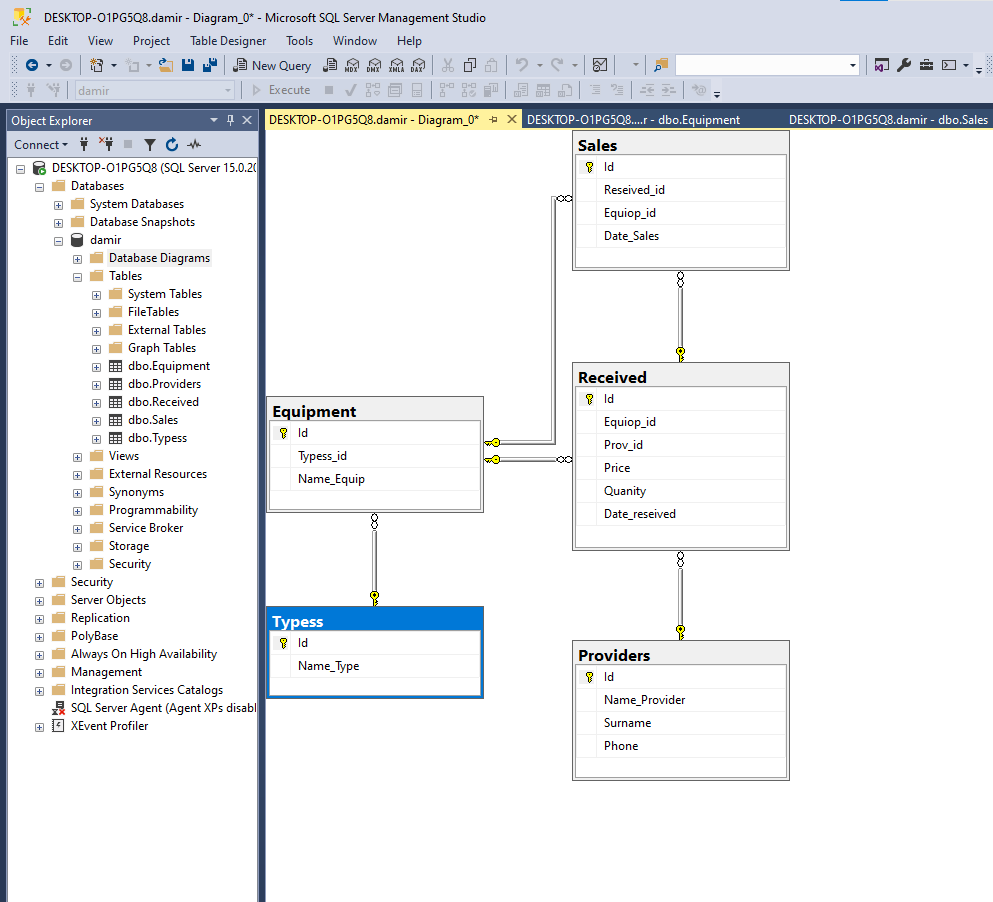 DESKTOP-O1PG5Q8.damir - Diagram_0* - Microsoft SQL Server Management Studio
File Edit View Project Table Designer Tools Window Help
New Query MDX DMX XMLA DAX
damir Execute
Object Explorer
Connect
DESKTOP-O1PG5Q8 (SQL Server 15.0.20
Databases
System Databases
Database Snapshots
damir
Database Diagrams
Tables
System Tables
FileTables
External Tables
Graph Tables
dbo.Equipment
dbo.Providers
dbo.Received
dbo.Sales
dbo.Typess
Views
External Resources
Synonyms
Programmability
Service Broker
Storage
Security
Security
Server Objects
Replication
PolyBase
Always On High Availability
Management
Integration Services Catalogs
SQL Server Agent (Agent XPs disabl
XEvent Profiler
DESKTOP-O1PG5Q8.damir - Diagram_0* DESKTOP-O1PG5Q8....r - dbo.Equipment DESKTOP-O1PG5Q8.damir - dbo.Sales
Sales
Id
Reseived_id
Equiop_id
Date_Sales
Equipment
Id
Typess_id
Name_Equip
Received
Id
Equiop_id
Prov_id
Price
Quanity
Date_reseived
Typess
Id
Name_Type
Providers
Id
Name_Provider
Surname
Phone